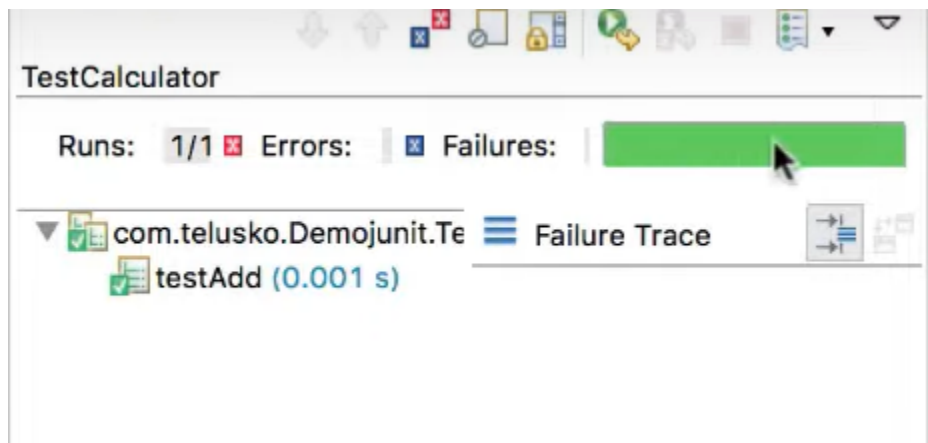 TestCalculator
Runs: 1/1 Errors: Failures:
com.telusko.Demojunit.Te
Failure Trace
testAdd (0.001 s)